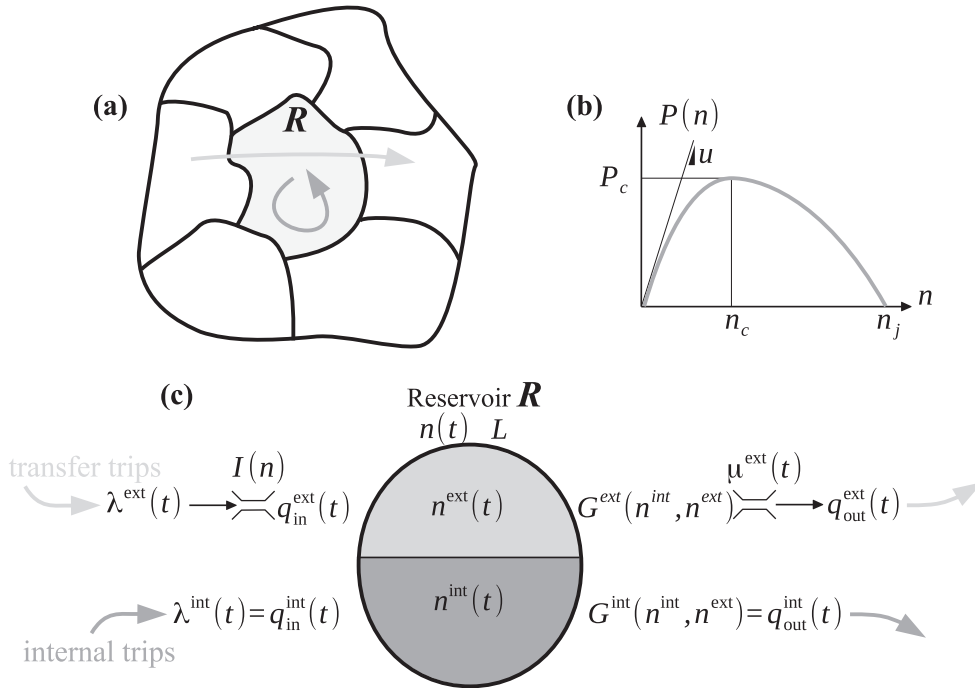 (a)
R
(b)
P(n)
u
P_c
n
n_c
n_j
(c)
Reservoir R
n(t) L
transfer trips
I(n)
μ^ext(t)
λ^ext(t)
q_in^ext(t)
n^ext(t)
G^ext(n^int, n^ext)
q_out^ext(t)
λ^int(t)=q_in^int(t)
n^int(t)
G^int(n^int, n^ext)=q_out^int(t)
internal trips